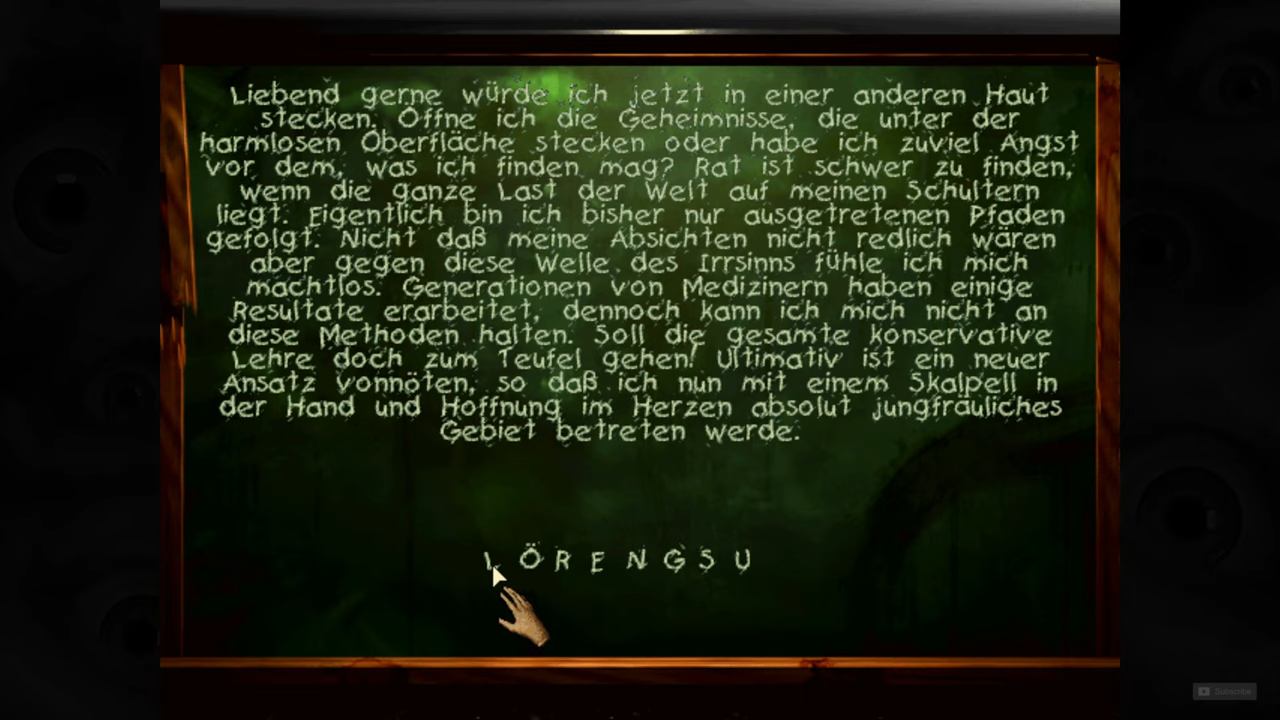 Liebend gerne würde ich jetzt in einer anderen Haut
stecken. Öffne ich die Geheimnisse, die unter der
harmlosen Oberfläche stecken oder habe ich zuviel Angst
vor dem, was ich finden mag? Rat ist schwer zu finden,
wenn die ganze Last der Welt auf meinen Schultern
liegt. Eigentlich bin ich bisher nur ausgetretenen Pfaden
gefolgt. Nicht daß meine Absichten nicht redlich wären
aber gegen diese Welle des Irrsinns fühle ich mich
machtlos. Generationen von Medizinern haben einige
Resultate erarbeitet, dennoch kann ich mich nicht an
diese Methoden halten. Soll die gesamte konservative
Lehre doch zum Teufel gehen! Ultimativ ist ein neuer
Ansatz vonnöten, so daß ich nun mit einem Skalpell in
der Hand und Hoffnung im Herzen absolut jungfräuliches
Gebiet betreten werde.
L Ö R E N G S U
Subscribe